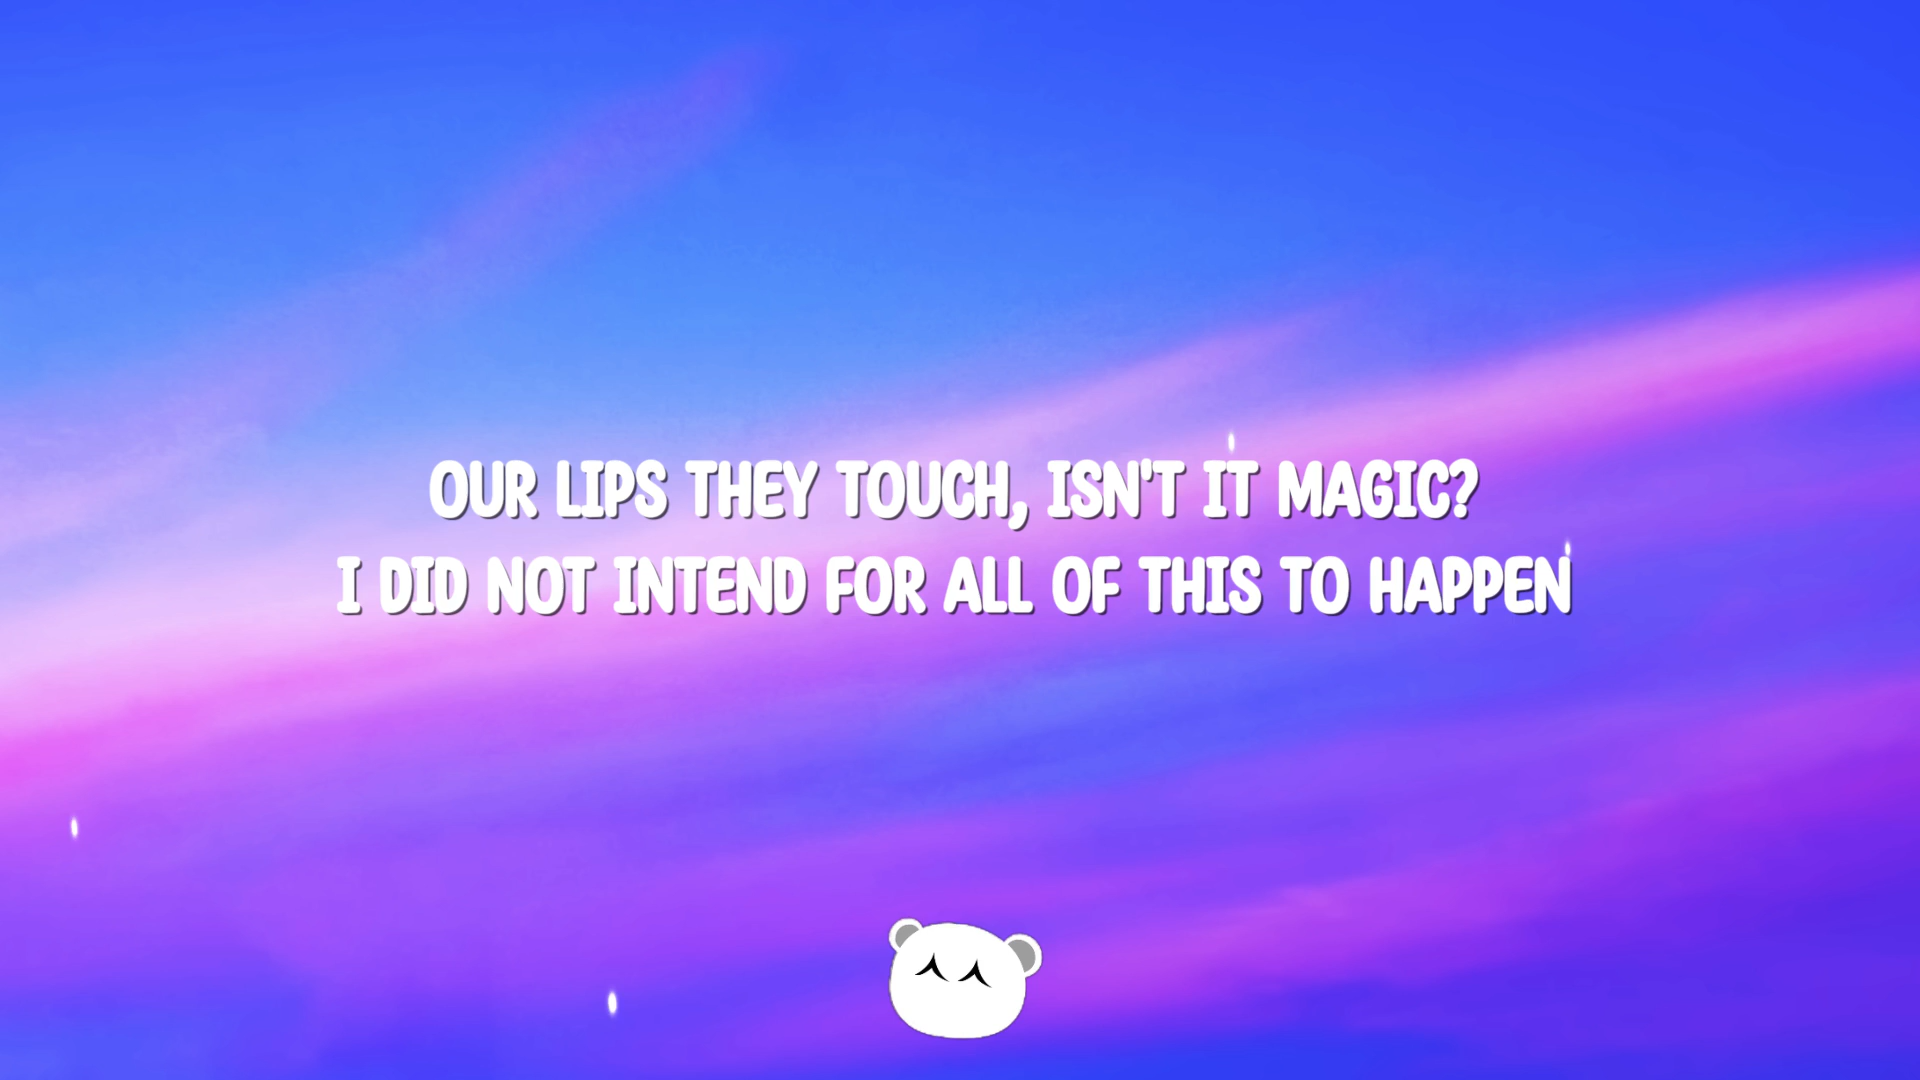 OUR LIPS THEY TOUCH, ISN'T IT MAGIC?
I DID NOT INTEND FOR ALL OF THIS TO HAPPEN